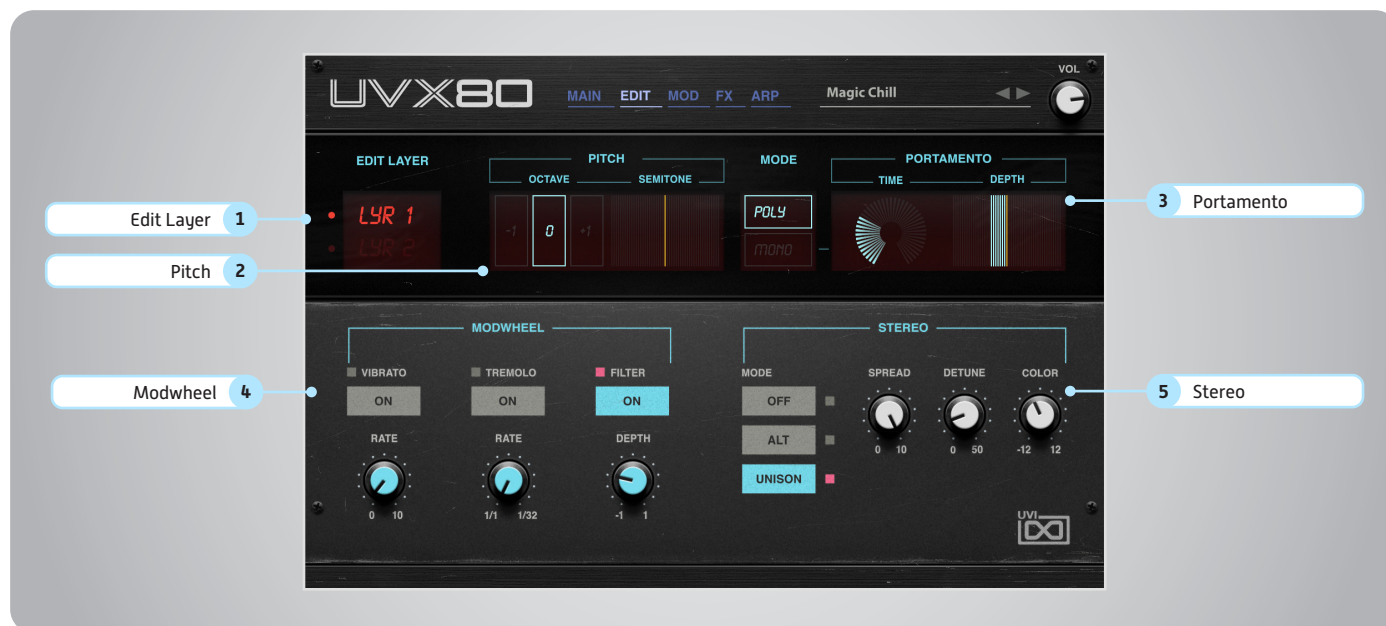 UVX80
MAIN EDIT MOD FX ARP
Magic Chill
VOL
EDIT LAYER
PITCH
MODE
PORTAMENTO
OCTAVE SEMITONE
TIME DEPTH
LYR 1
LYR 2
-1 0 +1
POLY
MONO
Edit Layer 1
Pitch 2
3 Portamento
MODWHEEL
STEREO
VIBRATO TREMOLO FILTER
MODE SPREAD DETUNE COLOR
ON ON ON
OFF
ALT
UNISON
0 10 0 50 -12 12
Modwheel 4
5 Stereo
RATE RATE DEPTH
0 10 1/1 1/32 -1 1
UVI